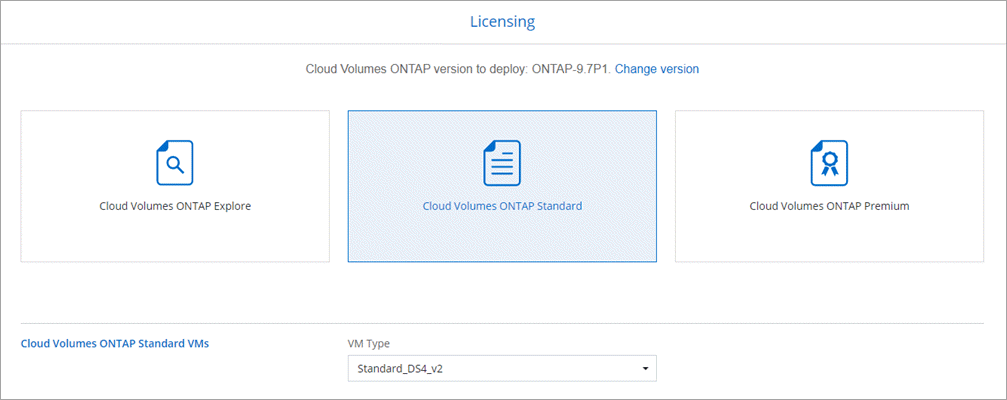 Licensing
Cloud Volumes ONTAP version to deploy: ONTAP-9.7P1. Change version
Cloud Volumes ONTAP Explore
Cloud Volumes ONTAP Standard
Cloud Volumes ONTAP Premium
Cloud Volumes ONTAP Standard VMs
VM Type
Standard_DS4_v2